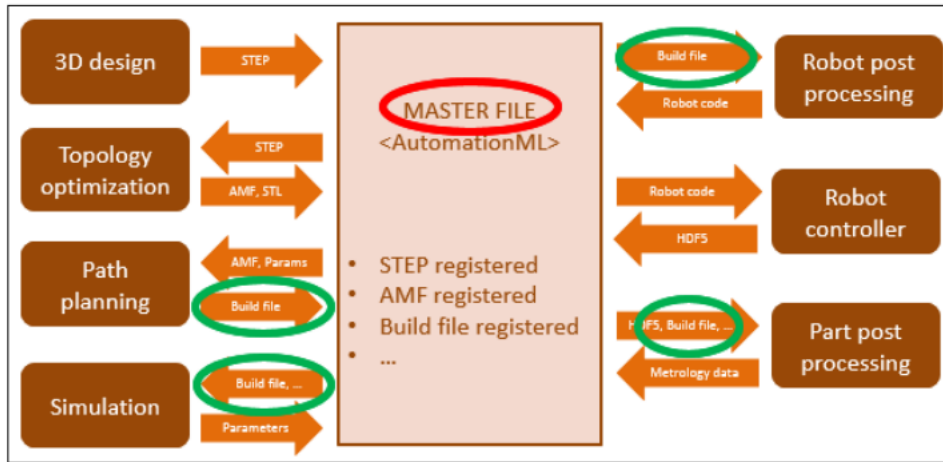 3D design
STEP
Topology
optimization
STEP
AMF, STL
Path
planning
AMF, Params
Build file
Simulation
Build file, ...
Parameters
MASTER FILE
<AutomationML>
• STEP registered
• AMF registered
• Build file registered
• ...
Build file
Robot code
Robot post
processing
Robot code
HDF5
Robot
controller
HDF5, Build file, ...
Metrology data
Part post
processing